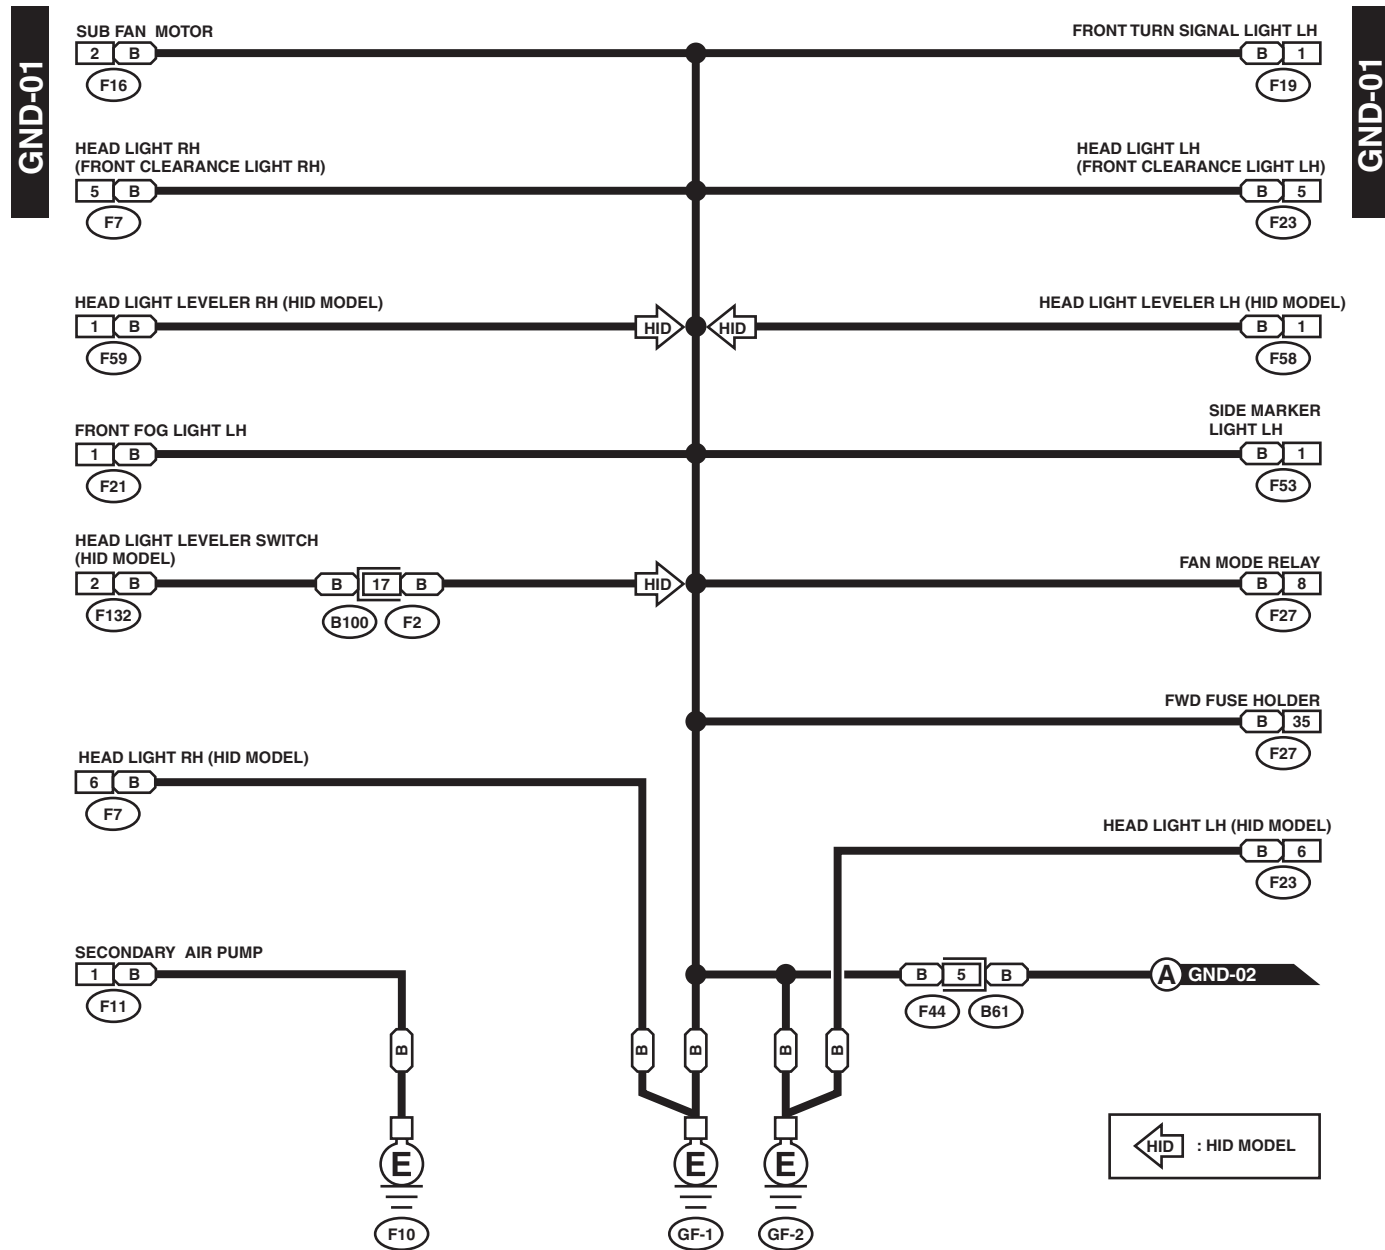 GND-01
GND-01
SUB FAN MOTOR
2 B
F16
FRONT TURN SIGNAL LIGHT LH
B 1
F19
HEAD LIGHT RH
(FRONT CLEARANCE LIGHT RH)
5 B
F7
HEAD LIGHT LH
(FRONT CLEARANCE LIGHT LH)
B 5
F23
HEAD LIGHT LEVELER RH (HID MODEL)
1 B
HID
F59
HEAD LIGHT LEVELER LH (HID MODEL)
HID
B 1
F58
FRONT FOG LIGHT LH
1 B
F21
SIDE MARKER
LIGHT LH
B 1
F53
HEAD LIGHT LEVELER SWITCH
(HID MODEL)
2 B
B 17 B
HID
F132
B100 F2
FAN MODE RELAY
B 8
F27
FWD FUSE HOLDER
B 35
F27
HEAD LIGHT RH (HID MODEL)
6 B
F7
HEAD LIGHT LH (HID MODEL)
B 6
F23
SECONDARY AIR PUMP
1 B
F11
B 5 B
F44 B61
A GND-02
B
B
B
B
B
E
E
E
F10
GF-1
GF-2
HID : HID MODEL